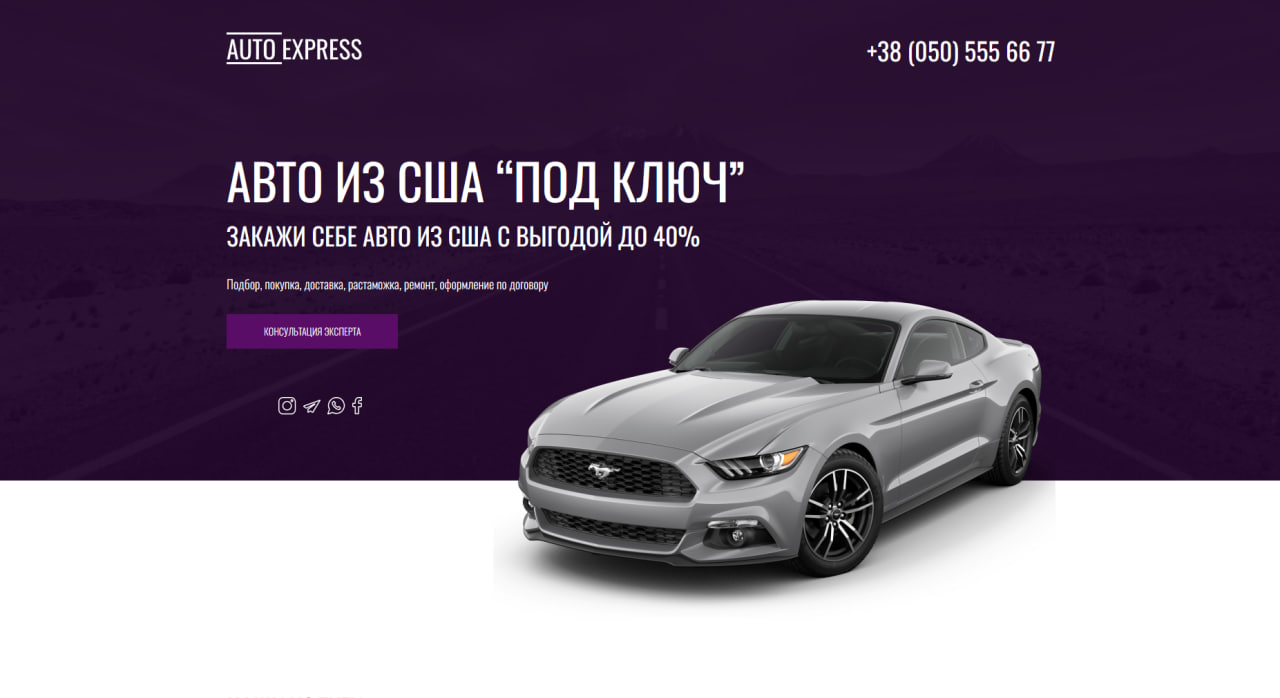 AUTO EXPRESS
+38 (050) 555 66 77
АВТО ИЗ США “ПОД КЛЮЧ”
ЗАКАЖИ СЕБЕ АВТО ИЗ США С ВЫГОДОЙ ДО 40%
Подбор, покупка, доставка, растаможка, ремонт, оформление по договору
КОНСУЛЬТАЦИЯ ЭКСПЕРТА